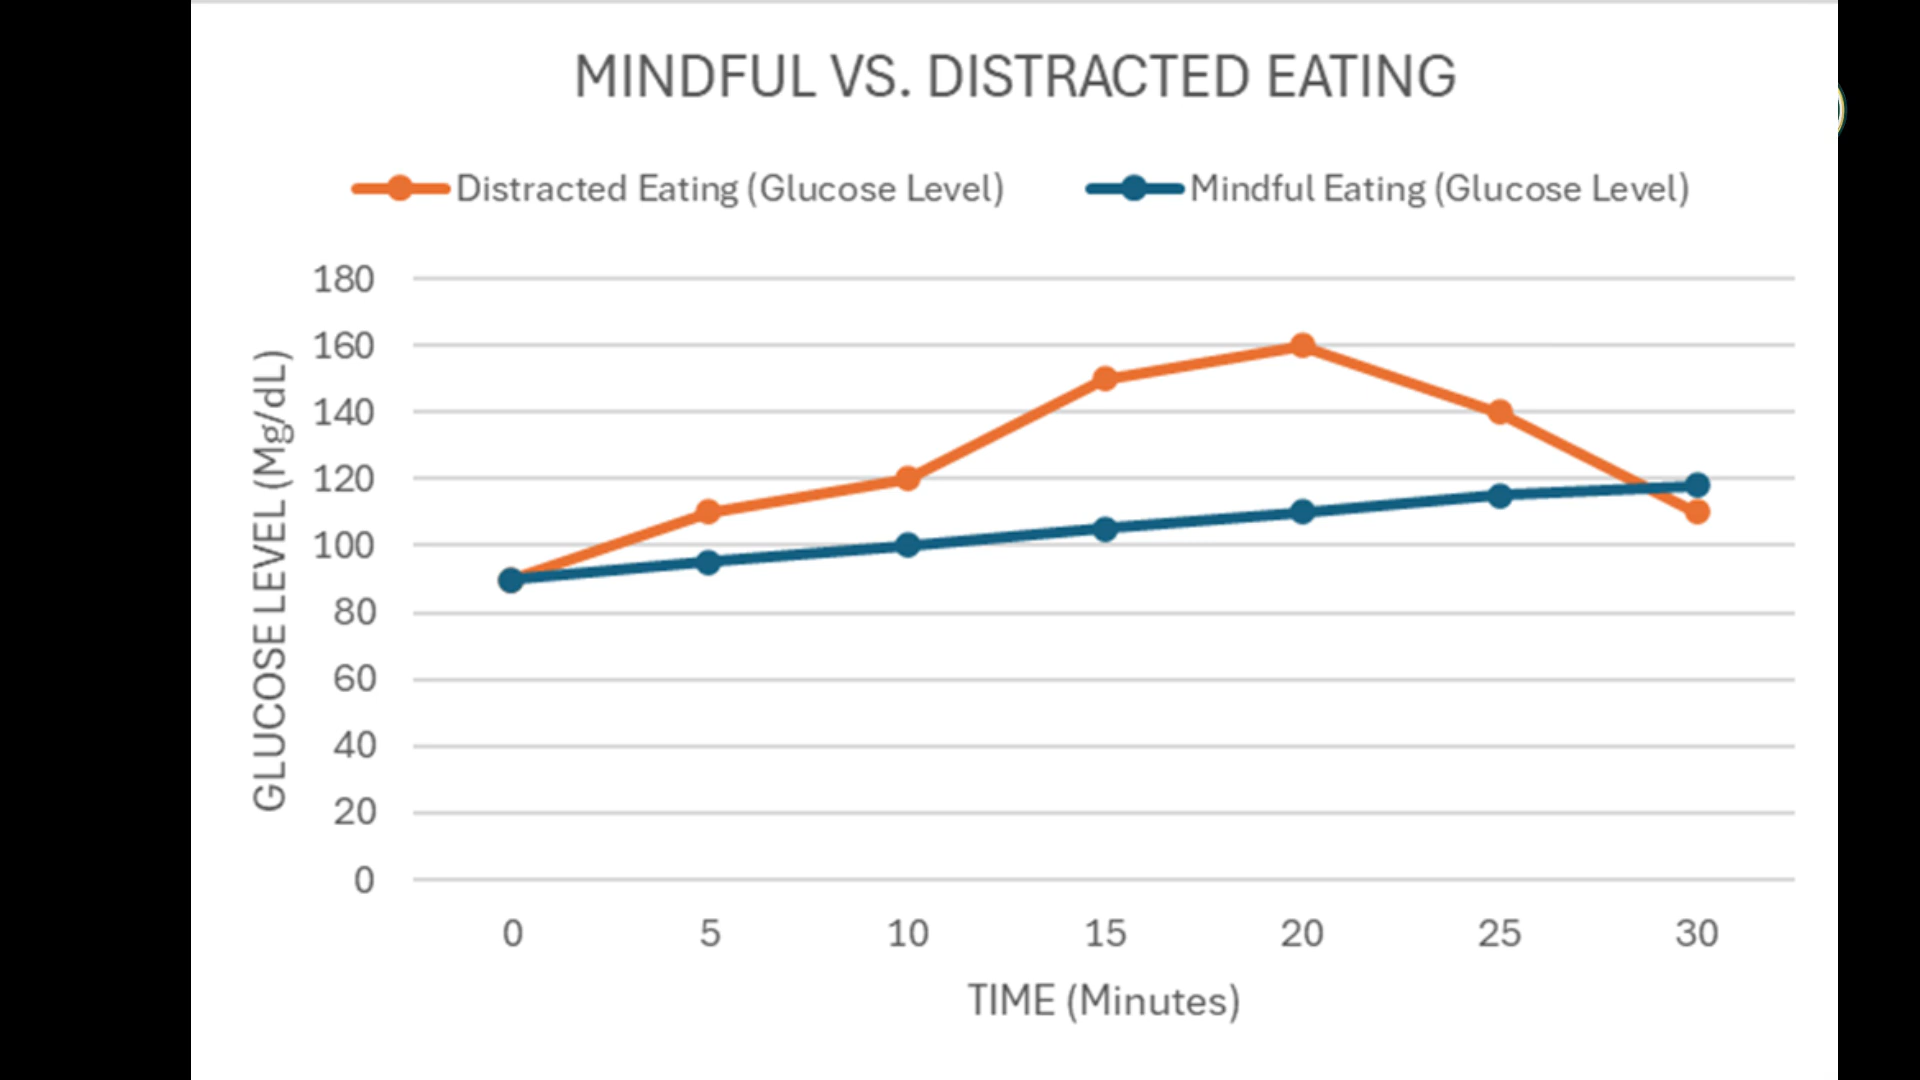 MINDFUL VS. DISTRACTED EATING
Distracted Eating (Glucose Level) Mindful Eating (Glucose Level)
GLUCOSE LEVEL (Mg/dL)
180
160
140
120
100
80
60
40
20
0
0 5 10 15 20 25 30
TIME (Minutes)